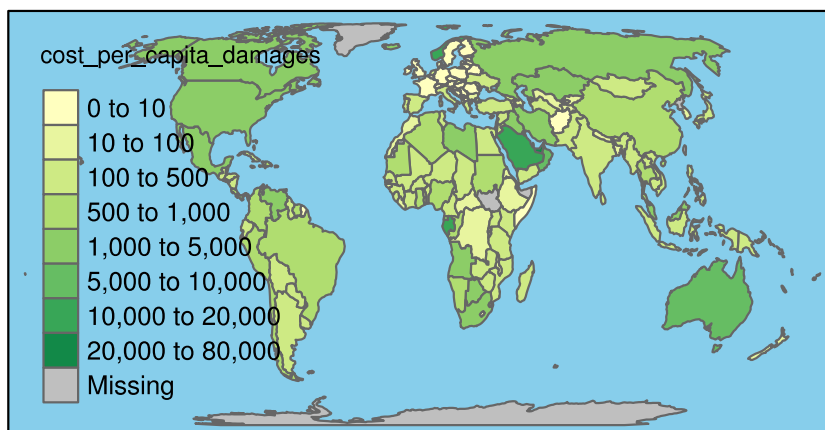 cost_per_capita_damages
0 to 10
10 to 100
100 to 500
500 to 1,000
1,000 to 5,000
5,000 to 10,000
10,000 to 20,000
20,000 to 80,000
Missing